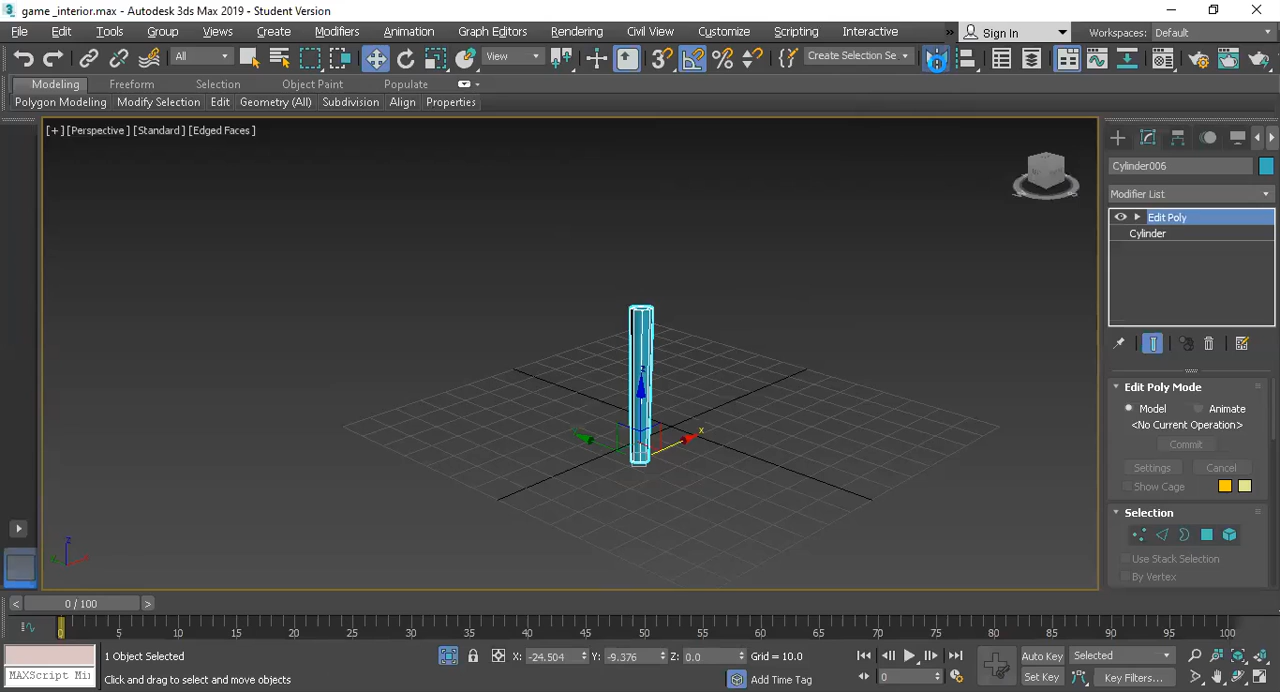 game _interior.max - Autodesk 3ds Max 2019 - Student Version
File Edit Tools Group Views Create Modifiers Animation Graph Editors Rendering Civil View Customize Scripting Interactive » Sign In Workspaces: Default
All View Create Selection Se
Modeling Freeform Selection Object Paint Populate
Polygon Modeling Modify Selection Edit Geometry (All) Subdivision Align Properties
[+] [Perspective] [Standard] [Edged Faces]
Cylinder006
Modifier List
Edit Poly
Cylinder
Edit Poly Mode
Model Animate
<No Current Operation>
Commit
Settings Cancel
Show Cage
Selection
Use Stack Selection
By Vertex
z
x
z
< 0 / 100 >
0 5 10 15 20 25 30 35 40 45 50 55 60 65 70 75 80 85 90 95 100
1 Object Selected X: -24.504 Y: -9.376 Z: 0.0 Grid = 10.0 Auto Key Selected
MAXScript Mi Click and drag to select and move objects Add Time Tag 0 Set Key Key Filters...